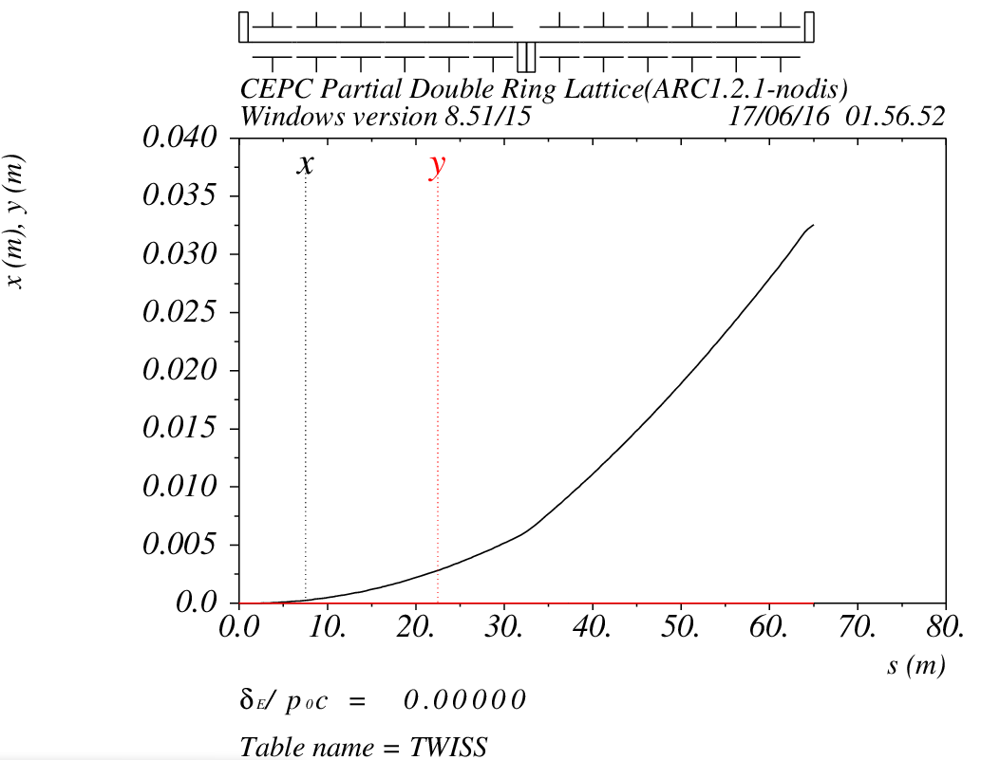 CEPC Partial Double Ring Lattice(ARC1.2.1-nodis)
Windows version 8.51/15 17/06/16 01.56.52
x (m), y (m)
0.040
0.035
0.030
0.025
0.020
0.015
0.010
0.005
0.0
x
y
0.0 10. 20. 30. 40. 50. 60. 70. 80.
s (m)
δE/ p0c = 0.00000
Table name = TWISS